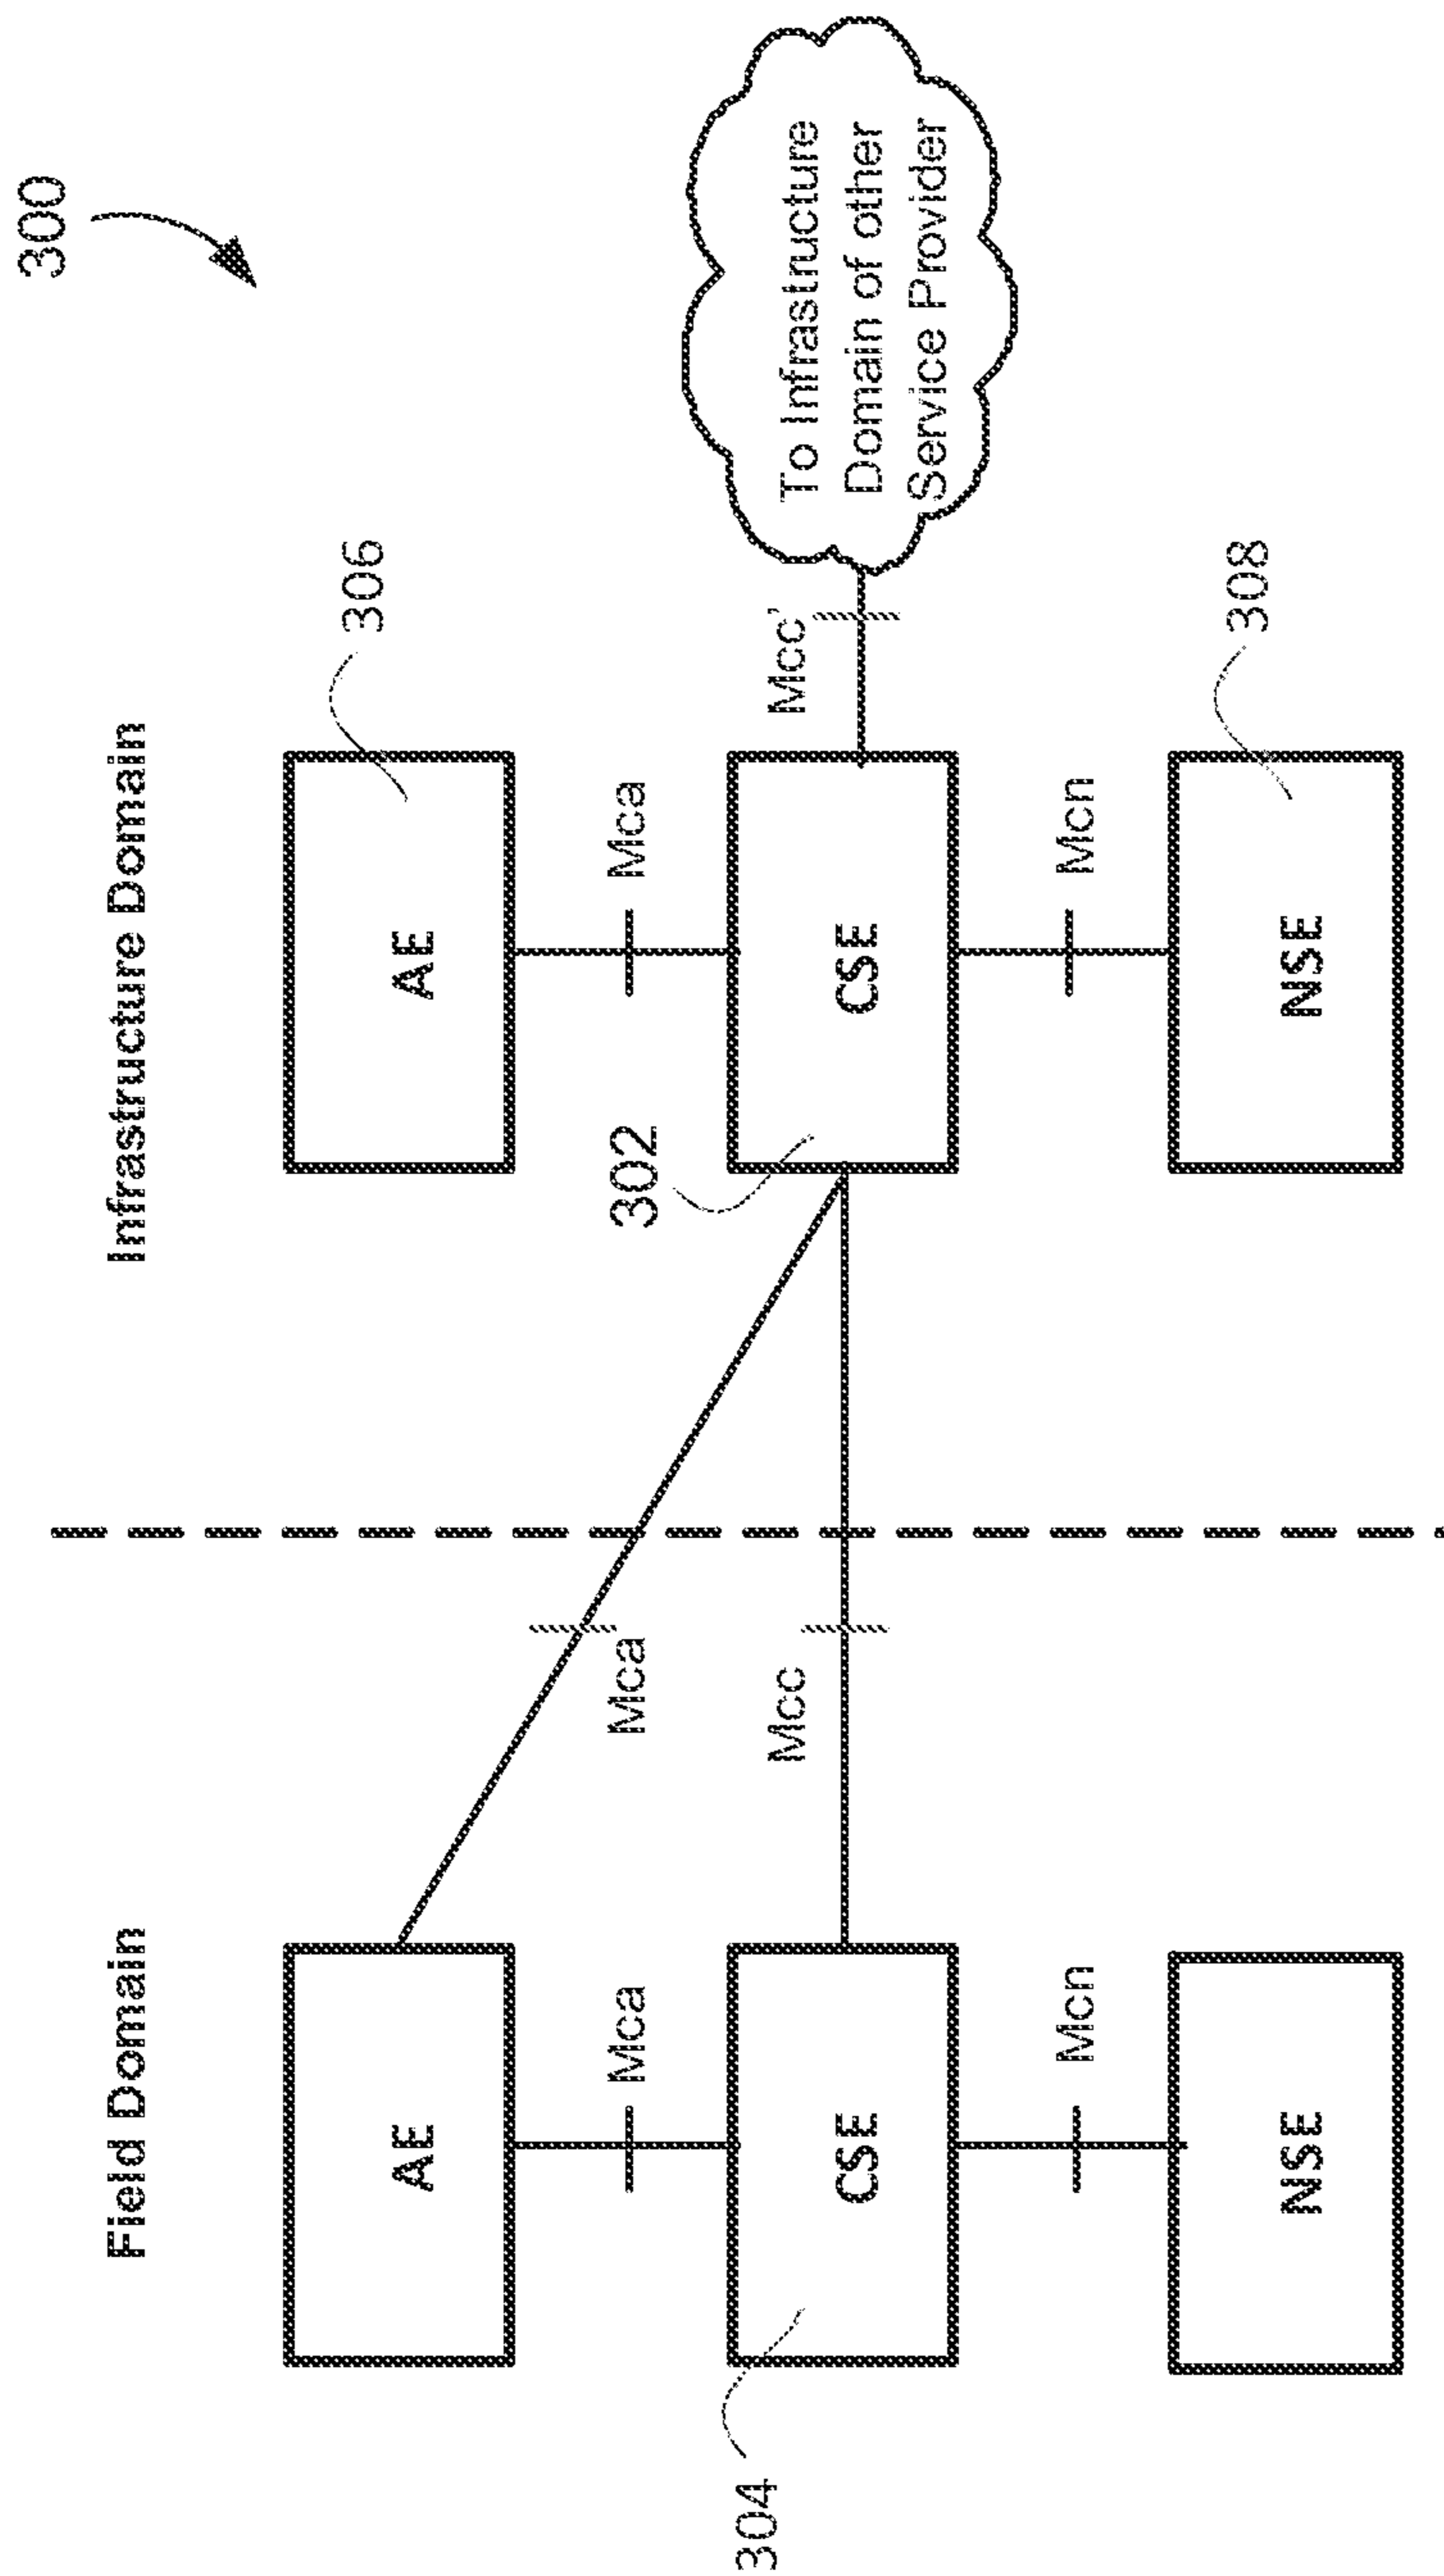 300
Field Domain
Infrastructure Domain
AE
AE
306
Mca
Mca
Mca
302
304
CSE
Mcc
CSE
Mcc'
To Infrastructure
Domain of other
Service Provider
Mcn
Mcn
NSE
NSE
308